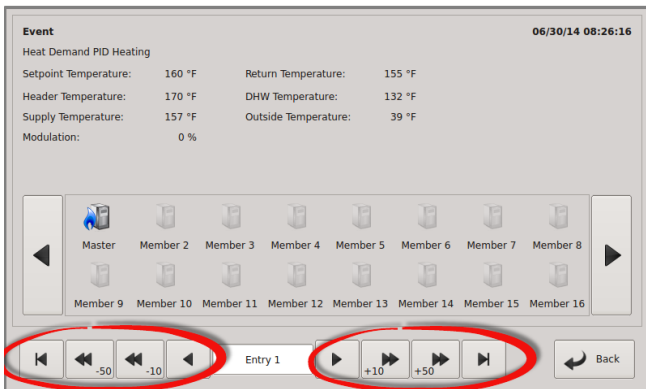 Event 06/30/14 08:26:16
Heat Demand PID Heating
Setpoint Temperature: 160 °F Return Temperature: 155 °F
Header Temperature: 170 °F DHW Temperature: 132 °F
Supply Temperature: 157 °F Outside Temperature: 39 °F
Modulation: 0 %
Master Member 2 Member 3 Member 4 Member 5 Member 6 Member 7 Member 8
Member 9 Member 10 Member 11 Member 12 Member 13 Member 14 Member 15 Member 16
-50 -10 Entry 1 +10 +50 Back